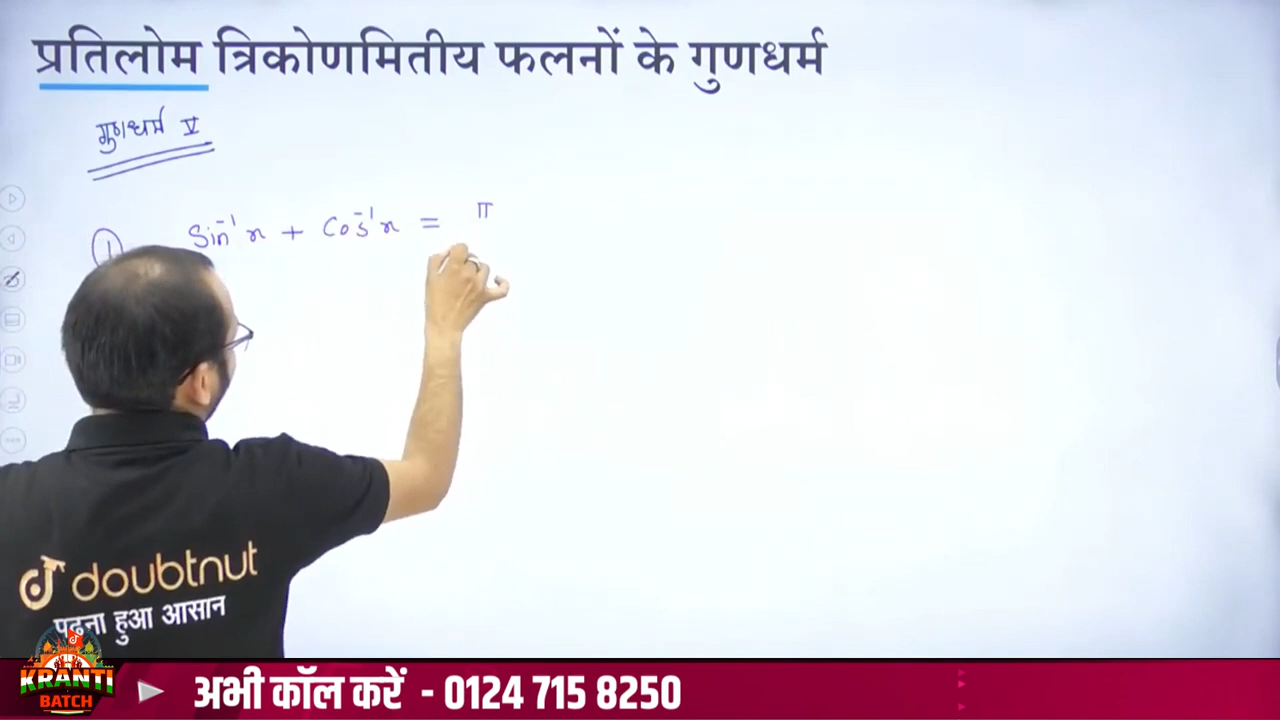 प्रतिलोम त्रिकोणमितीय फलनों के गुणधर्म
गुणधर्म V
1 Sin⁻¹x + Cos⁻¹x = π
doubtnut
पढ़ना हुआ आसान
KRANTI
BATCH
अभी कॉल करें - 0124 715 8250